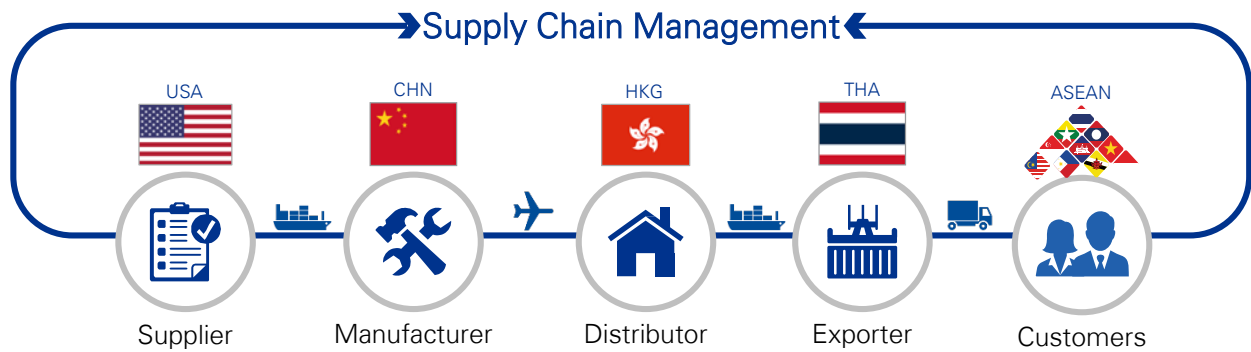 Supply Chain Management
USA
CHN
HKG
THA
ASEAN
Supplier
Manufacturer
Distributor
Exporter
Customers